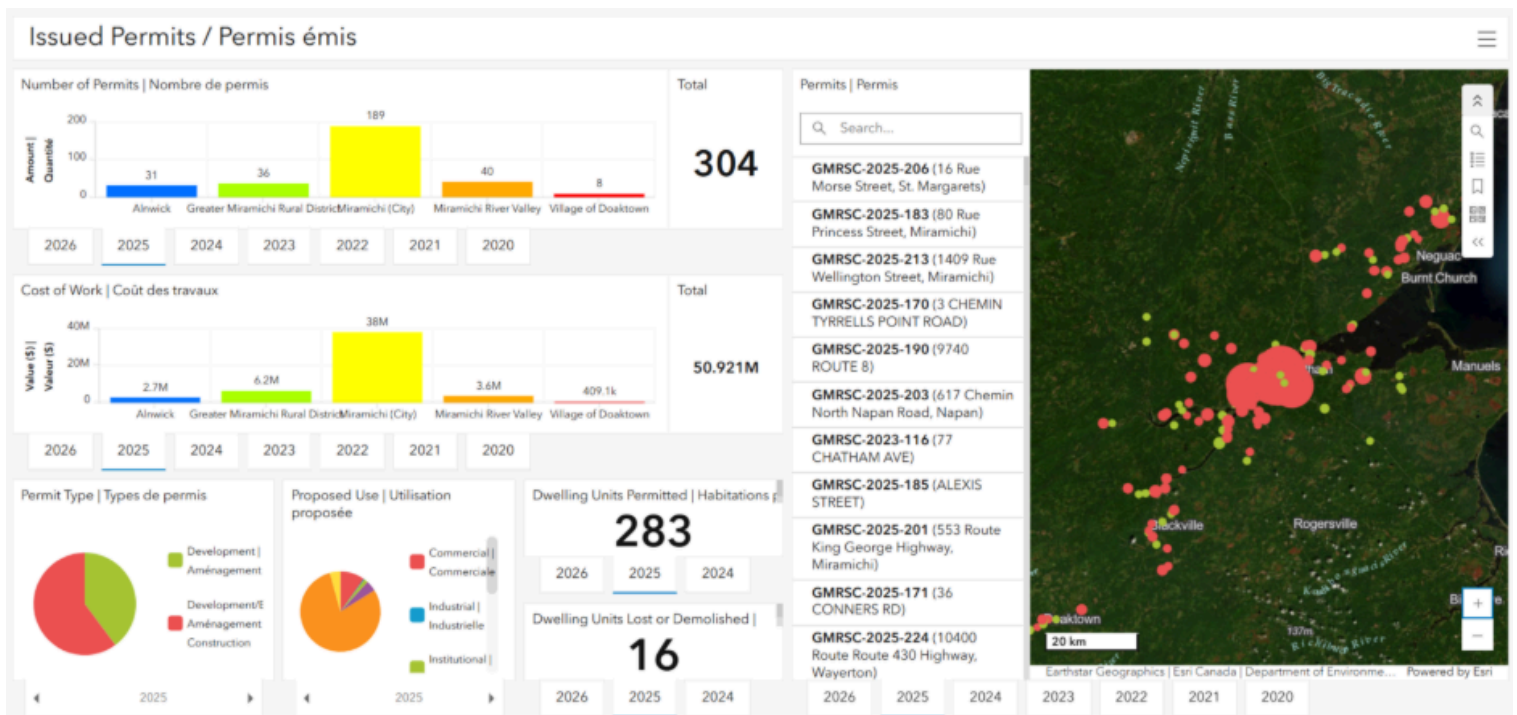 Issued Permits / Permis émis
Number of Permits | Nombre de permis
Amount |
Quantité
200
100
0
31
36
189
40
8
Alnwick
Greater Miramichi Rural District
Miramichi (City)
Miramichi River Valley
Village of Doaktown
Total
304
2026
2025
2024
2023
2022
2021
2020
Cost of Work | Coût des travaux
Value ($) |
Valeur ($)
40M
20M
0
2.7M
6.2M
38M
3.6M
409.1k
Alnwick
Greater Miramichi Rural District
Miramichi (City)
Miramichi River Valley
Village of Doaktown
Total
50.921M
2026
2025
2024
2023
2022
2021
2020
Permit Type | Types de permis
Development |
Aménagement
Development/E
Aménagement
Construction
2025
Proposed Use | Utilisation
proposée
Commercial |
Commerciale
Industrial |
Industrielle
Institutional |
2025
Dwelling Units Permitted | Habitations p
283
2026
2025
2024
Dwelling Units Lost or Demolished |
16
2026
2025
2024
Permits | Permis
Search...
GMRSC-2025-206 (16 Rue
Morse Street, St. Margarets)
GMRSC-2025-183 (80 Rue
Princess Street, Miramichi)
GMRSC-2025-213 (1409 Rue
Wellington Street, Miramichi)
GMRSC-2025-170 (3 CHEMIN
TYRRELLS POINT ROAD)
GMRSC-2025-190 (9740
ROUTE 8)
GMRSC-2025-203 (617 Chemin
North Napan Road, Napan)
GMRSC-2023-116 (77
CHATHAM AVE)
GMRSC-2025-185 (ALEXIS
STREET)
GMRSC-2025-201 (553 Route
King George Highway,
Miramichi)
GMRSC-2025-171 (36
CONNERS RD)
GMRSC-2025-224 (10400
Route Route 430 Highway,
Wayerton)
Nepisiguit River
Big Tracadie River
Neguac
Burnt Church
Manuels
Blackville
Rogersville
Richibucto River
137m
20 km
Earthstar Geographics | Esri Canada | Department of Environme...
Powered by Esri
2026
2025
2024
2023
2022
2021
2020